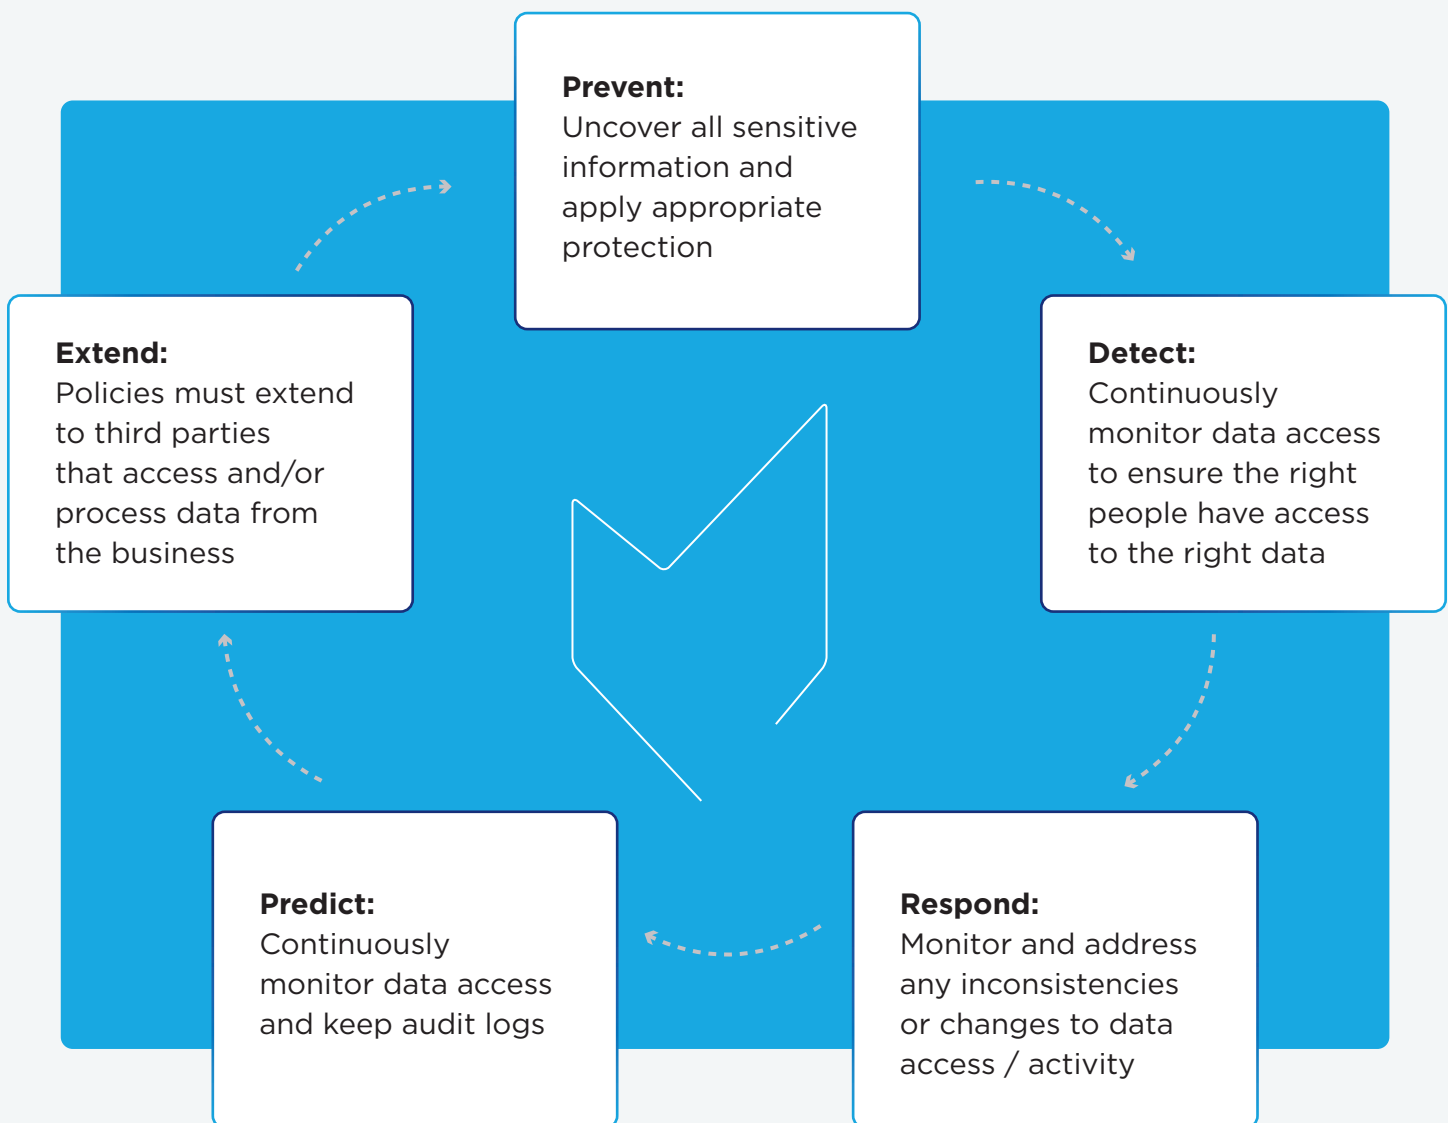 Prevent:
Uncover all sensitive
information and
apply appropriate
protection
Detect:
Continuously
monitor data access
to ensure the right
people have access
to the right data
Respond:
Monitor and address
any inconsistencies
or changes to data
access / activity
Predict:
Continuously
monitor data access
and keep audit logs
Extend:
Policies must extend
to third parties
that access and/or
process data from
the business